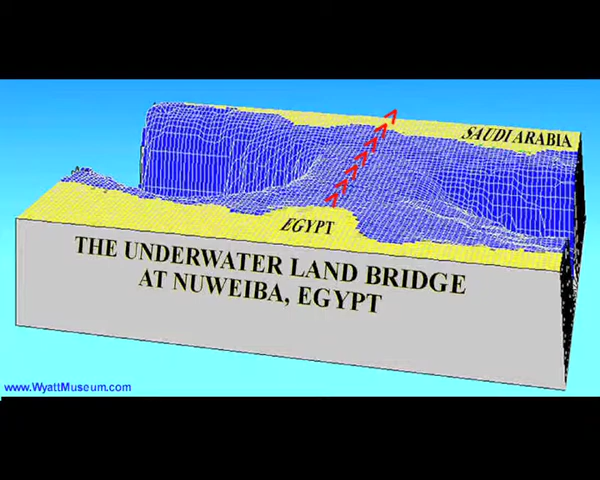 SAUDI ARABIA
EGYPT
THE UNDERWATER LAND BRIDGE
AT NUWEIBA, EGYPT
www.WyattMuseum.com